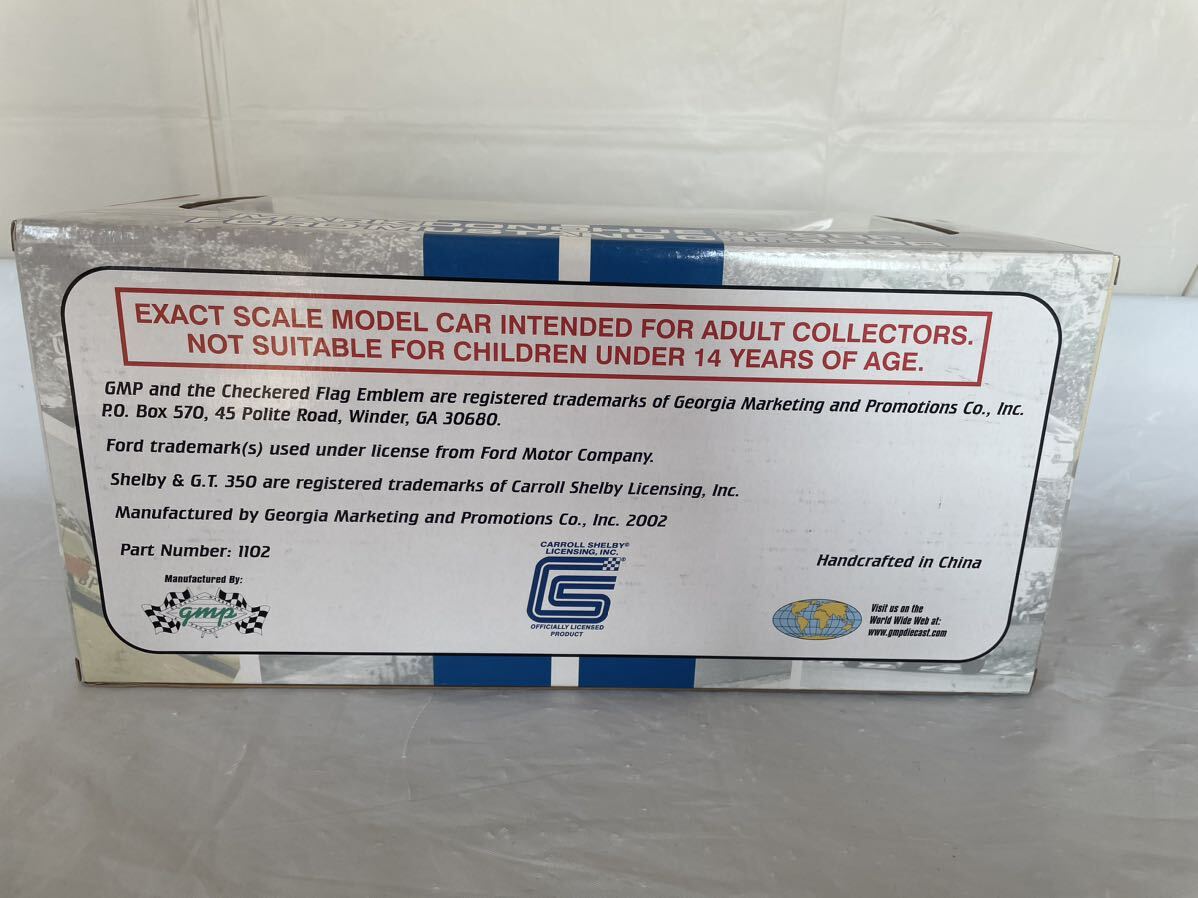 EXACT SCALE MODEL CAR INTENDED FOR ADULT COLLECTORS.
NOT SUITABLE FOR CHILDREN UNDER 14 YEARS OF AGE.
GMP and the Checkered Flag Emblem are registered trademarks of Georgia Marketing and Promotions Co., Inc.
P.O. Box 570, 45 Polite Road, Winder, GA 30680.
Ford trademark(s) used under license from Ford Motor Company.
Shelby & G.T. 350 are registered trademarks of Carroll Shelby Licensing, Inc.
Manufactured by Georgia Marketing and Promotions Co., Inc. 2002
Part Number: 1102
Manufactured By:
gmp
CARROLL SHELBY®
LICENSING, INC.
CS®
OFFICIALLY LICENSED
PRODUCT
Handcrafted in China
Visit us on the
World Wide Web at:
www.gmpdiecast.com